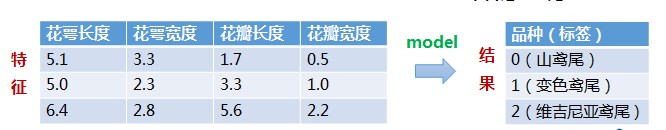 花萼长度 花萼宽度 花瓣长度 花瓣宽度
5.1 3.3 1.7 0.5
5.0 2.3 3.3 1.0
6.4 2.8 5.6 2.2
特征
model
结果
品种（标签）
0（山鸢尾）
1（变色鸢尾）
2（维吉尼亚鸢尾）